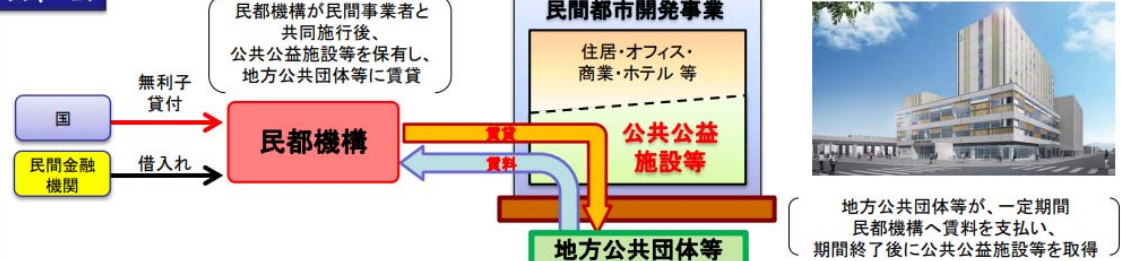 民都機構が民間事業者と
共同施行後、
公共公益施設等を保有し、
地方公共団体等に賃貸
民間都市開発事業
住居・オフィス・
商業・ホテル 等
無利子
貸付
国
民都機構
賃貸
公共公益
施設等
民間金融
機関
借入れ
賃料
地方公共団体等
地方公共団体等が、一定期間
民都機構へ賃料を支払い、
期間終了後に公共公益施設等を取得